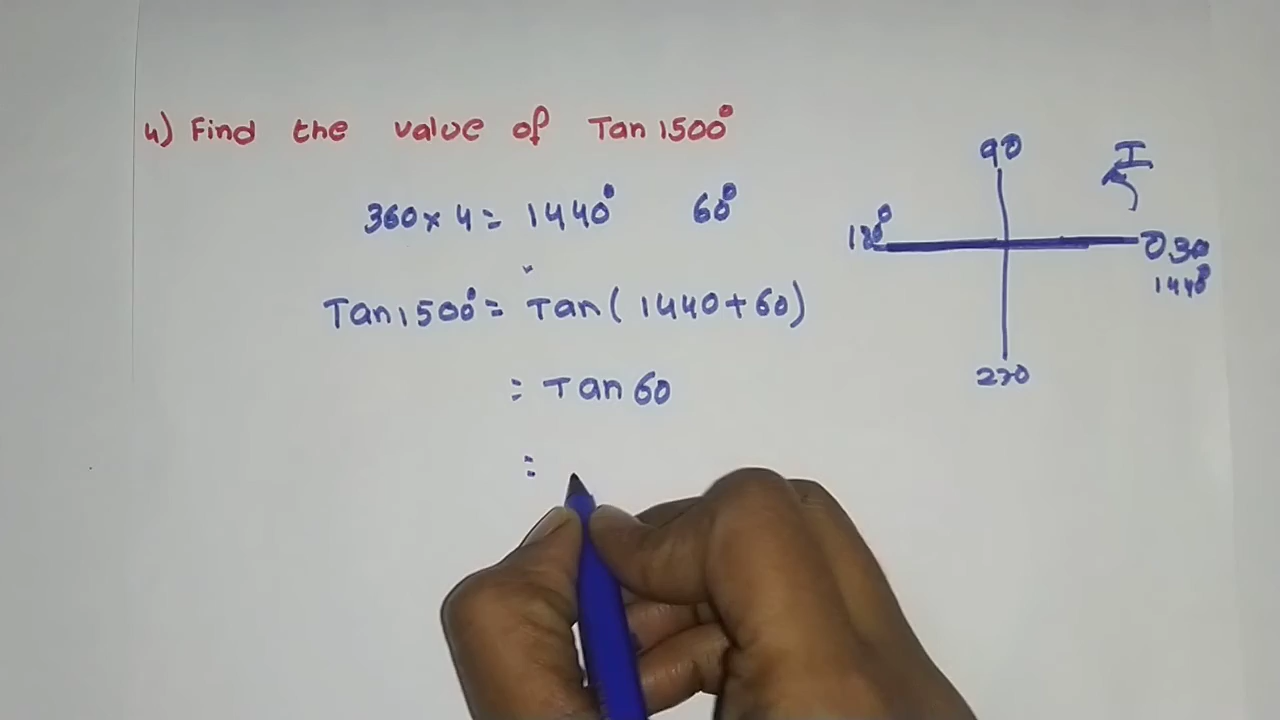 4) Find the value of Tan 1500°
360 × 4 = 1440° 60°
Tan 1500° = Tan ( 1440 + 60 )
= Tan 60
=
90
I
180°
0
1440°
270